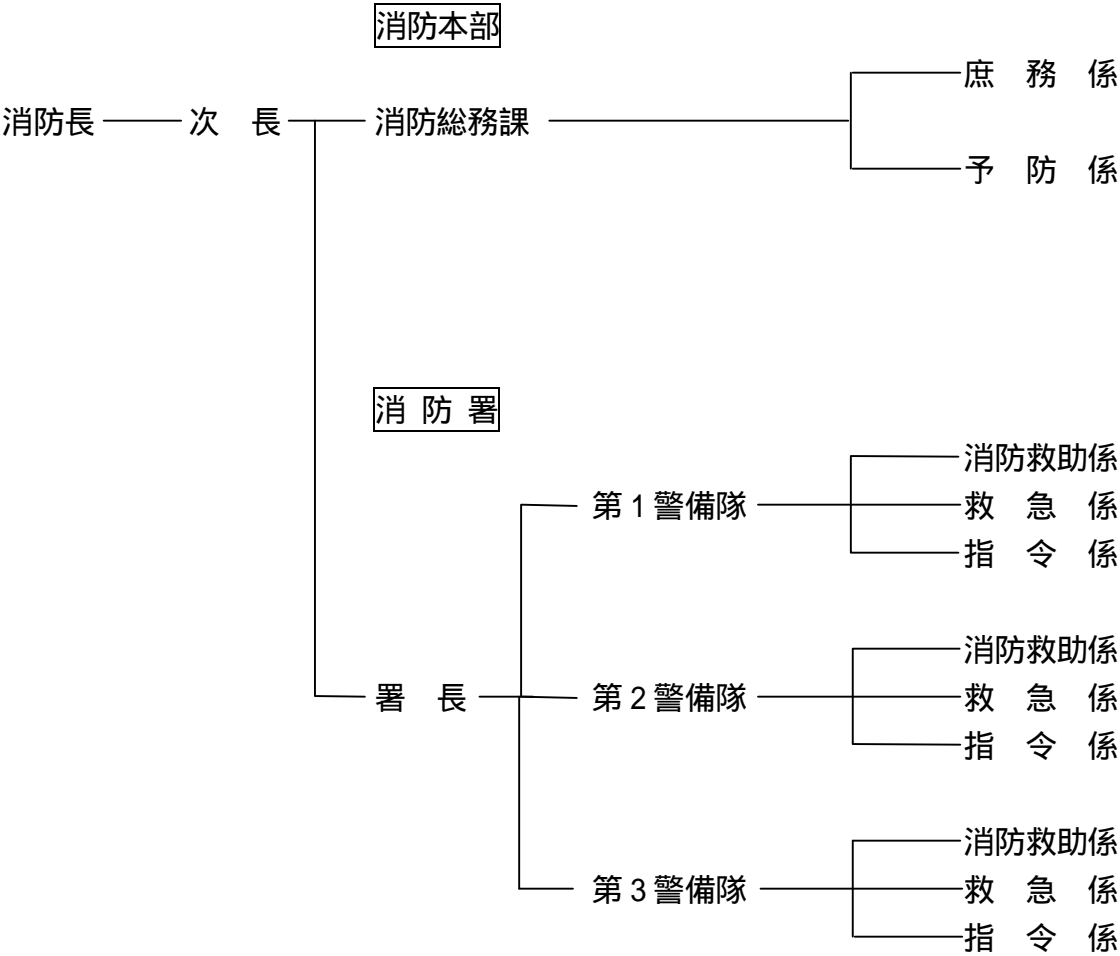 消防本部
庶　務　係
消防長 次　長 消防総務課
予　防　係
消 防 署
消防救助係
第１警備隊 救　急　係
指　令　係
消防救助係
署　長 第２警備隊 救　急　係
指　令　係
消防救助係
第３警備隊 救　急　係
指　令　係